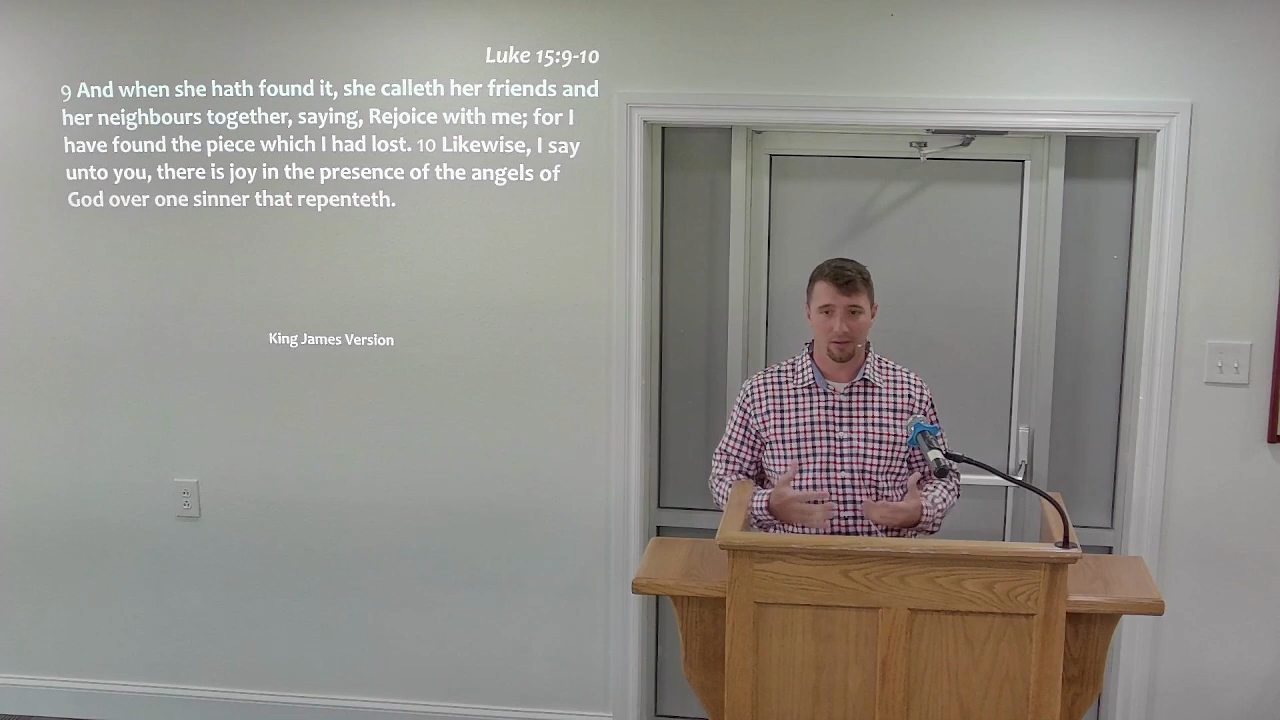 Luke 15:9-10
9 And when she hath found it, she calleth her friends and
her neighbours together, saying, Rejoice with me; for I
have found the piece which I had lost. 10 Likewise, I say
unto you, there is joy in the presence of the angels of
God over one sinner that repenteth.
King James Version